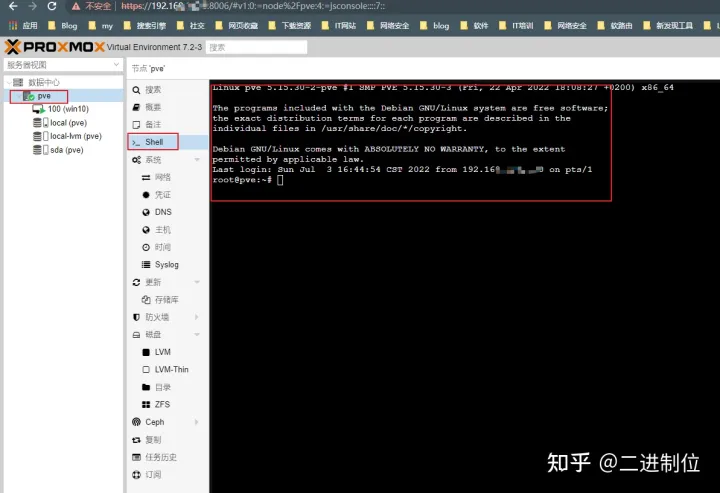 不安全 https://192.16 :8006/#v1:0:=node%2Fpve:4:=jsconsole::::7::
应用 Blog my 搜索引擎 社交 网页收藏 下载资源 IT网站 网络安全 blog 软件 IT培训 网络安全 软路由 新发现工具
PROXMOX Virtual Environment 7.2-3 搜索
服务器视图
数据中心
pve
100 (win10)
local (pve)
local-lvm (pve)
sda (pve)
节点 'pve'
搜索
概要
备注
Shell
系统
网络
凭证
DNS
主机
时间
Syslog
更新
存储库
防火墙
磁盘
LVM
LVM-Thin
目录
ZFS
Ceph
复制
任务历史
订阅
Linux pve 5.15.30-2-pve #1 SMP PVE 5.15.30-3 (Fri, 22 Apr 2022 18:08:27 +0200) x86_64
The programs included with the Debian GNU/Linux system are free software;
the exact distribution terms for each program are described in the
individual files in /usr/share/doc/*/copyright.
Debian GNU/Linux comes with ABSOLUTELY NO WARRANTY, to the extent
permitted by applicable law.
Last login: Sun Jul 3 16:44:54 CST 2022 from 192.16 on pts/1
root@pve:~#
知乎 @二进制位